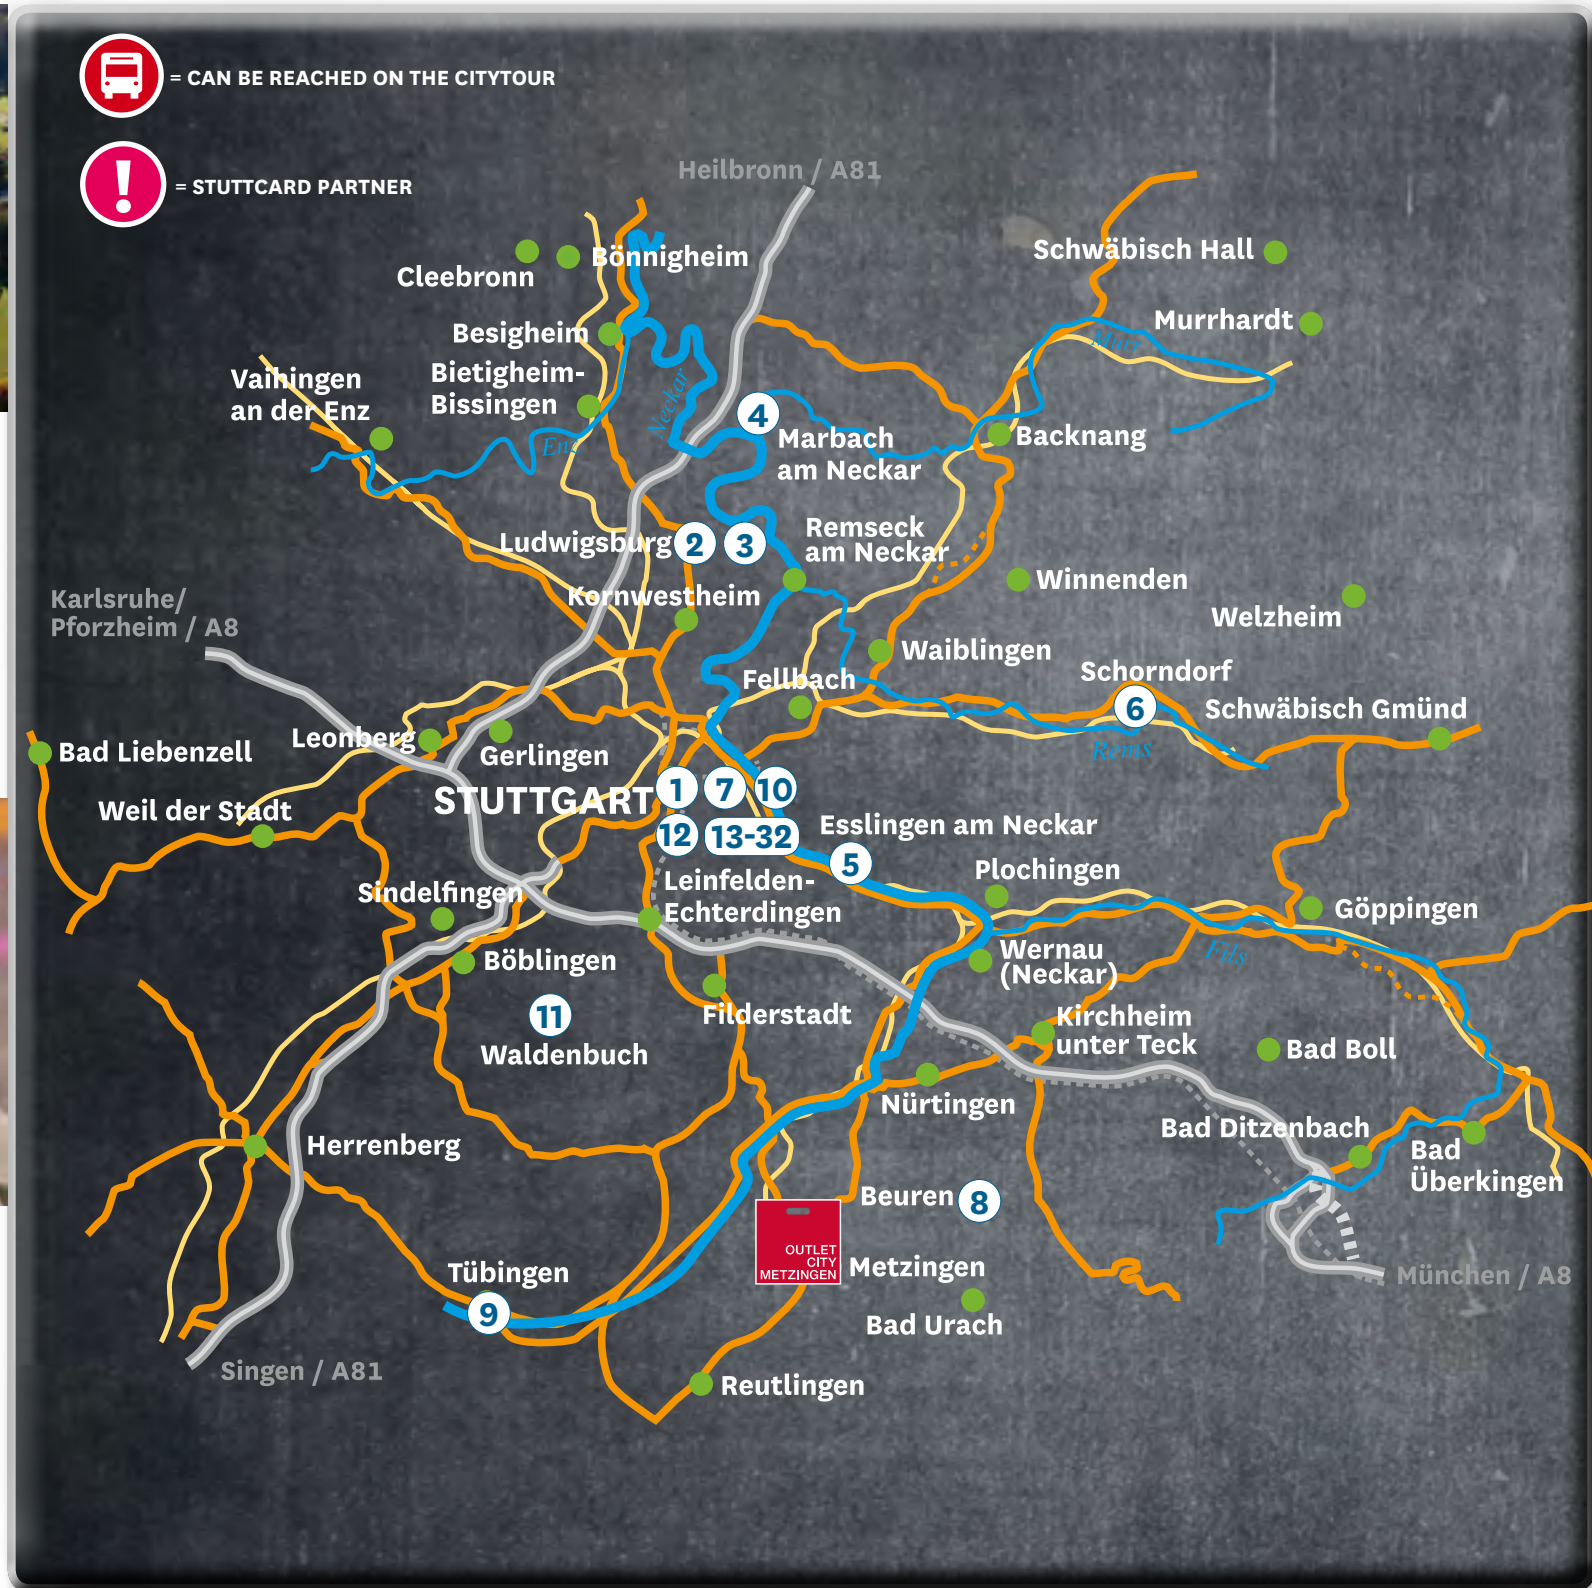 = CAN BE REACHED ON THE CITYTOUR
= STUTTCARD PARTNER
Heilbronn / A81
Schwäbisch Hall
Cleebronn
Bönnigheim
Murrhardt
Besigheim
Murr
Vaihingen
an der Enz
Bietigheim-
Bissingen
Neckar
4
Marbach
am Neckar
Enz
Backnang
Ludwigsburg
2
3
Remseck
am Neckar
Winnenden
Welzheim
Kornwestheim
Karlsruhe/
Pforzheim / A8
Waiblingen
Fellbach
Schorndorf
6
Schwäbisch Gmünd
Rems
Bad Liebenzell
Leonberg
Gerlingen
Weil der Stadt
STUTTGART
1
7
10
12
13-32
Esslingen am Neckar
5
Plochingen
Sindelfingen
Leinfelden-
Echterdingen
Göppingen
Böblingen
Wernau
(Neckar)
Fils
Filderstadt
11
Waldenbuch
Kirchheim
unter Teck
Bad Boll
Nürtingen
Bad Ditzenbach
Bad
Überkingen
Herrenberg
Beuren
8
OUTLET
CITY
METZINGEN
Metzingen
Tübingen
9
Bad Urach
München / A8
Singen / A81
Reutlingen